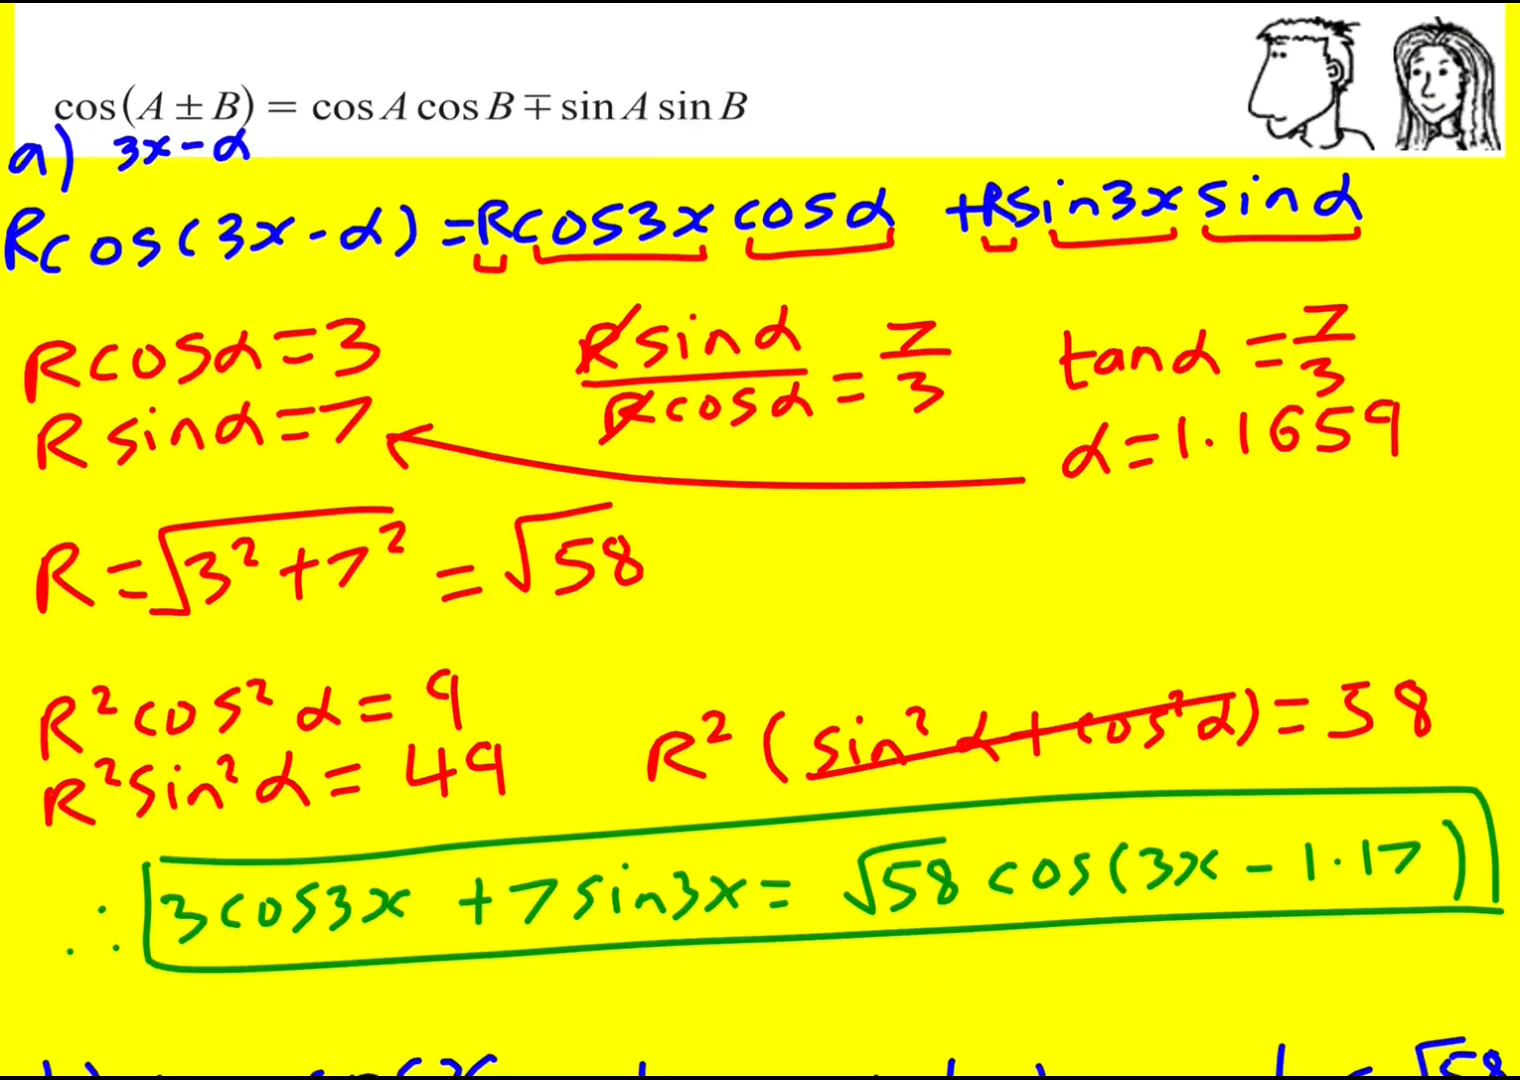 cos(A ± B) = cos A cos B ∓ sin A sin B
a) 3x-α
Rcos(3x-α) = Rcos3x cosα + Rsin3x sinα
Rcosα = 3
Rsinα = 7
Rsinα / Rcosα = 7/3
tanα = 7/3
α = 1.1659
R = √3² + 7² = √58
R²cos²α = 9
R²sin²α = 49
R²(sin²α + cos²α) = 58
∴ 3cos3x + 7sin3x = √58 cos(3x - 1.17)
√58